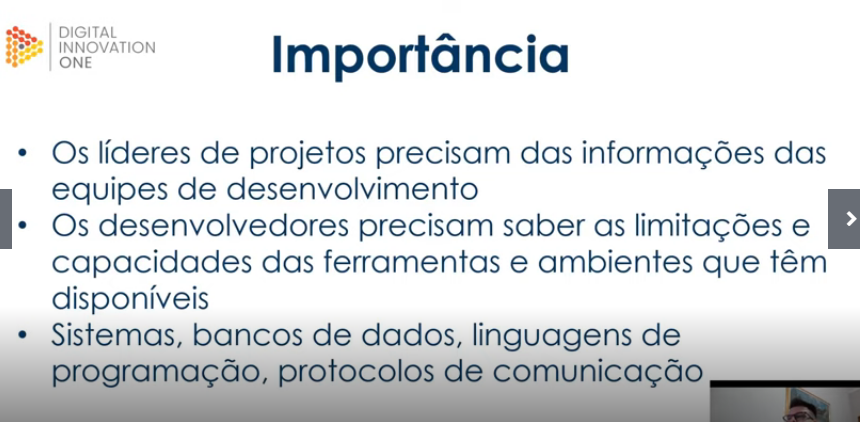 DIGITAL
INNOVATION
ONE
Importância
• Os líderes de projetos precisam das informações das
equipes de desenvolvimento
• Os desenvolvedores precisam saber as limitações e
capacidades das ferramentas e ambientes que têm
disponíveis
• Sistemas, bancos de dados, linguagens de
programação, protocolos de comunicação